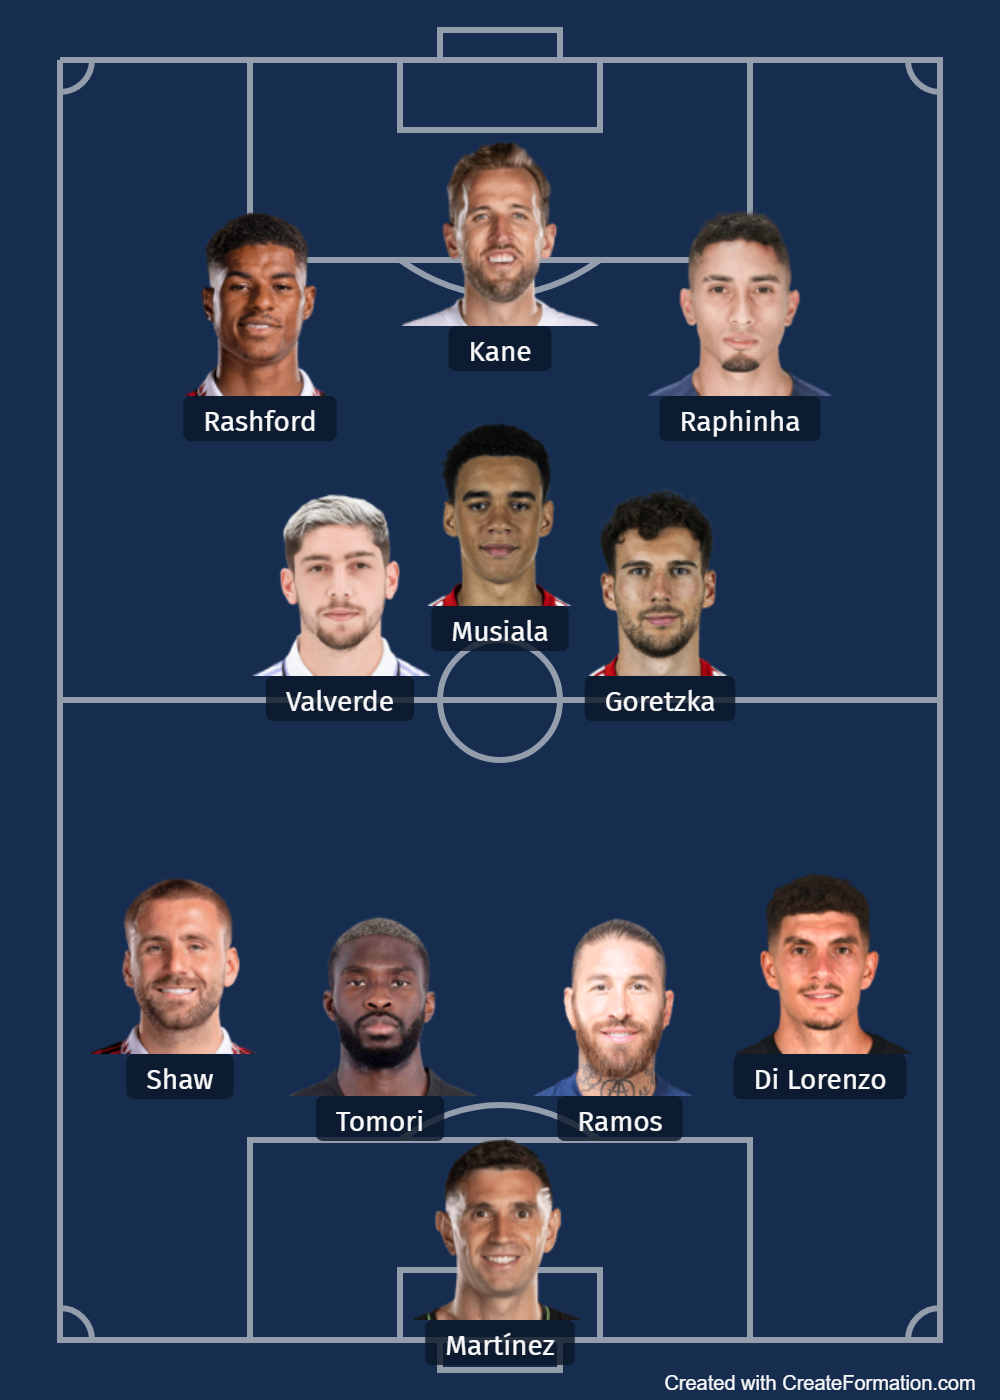 Kane
Rashford
Raphinha
Musiala
Valverde
Goretzka
Shaw
Di Lorenzo
Tomori
Ramos
Martínez
Created with CreateFormation.com